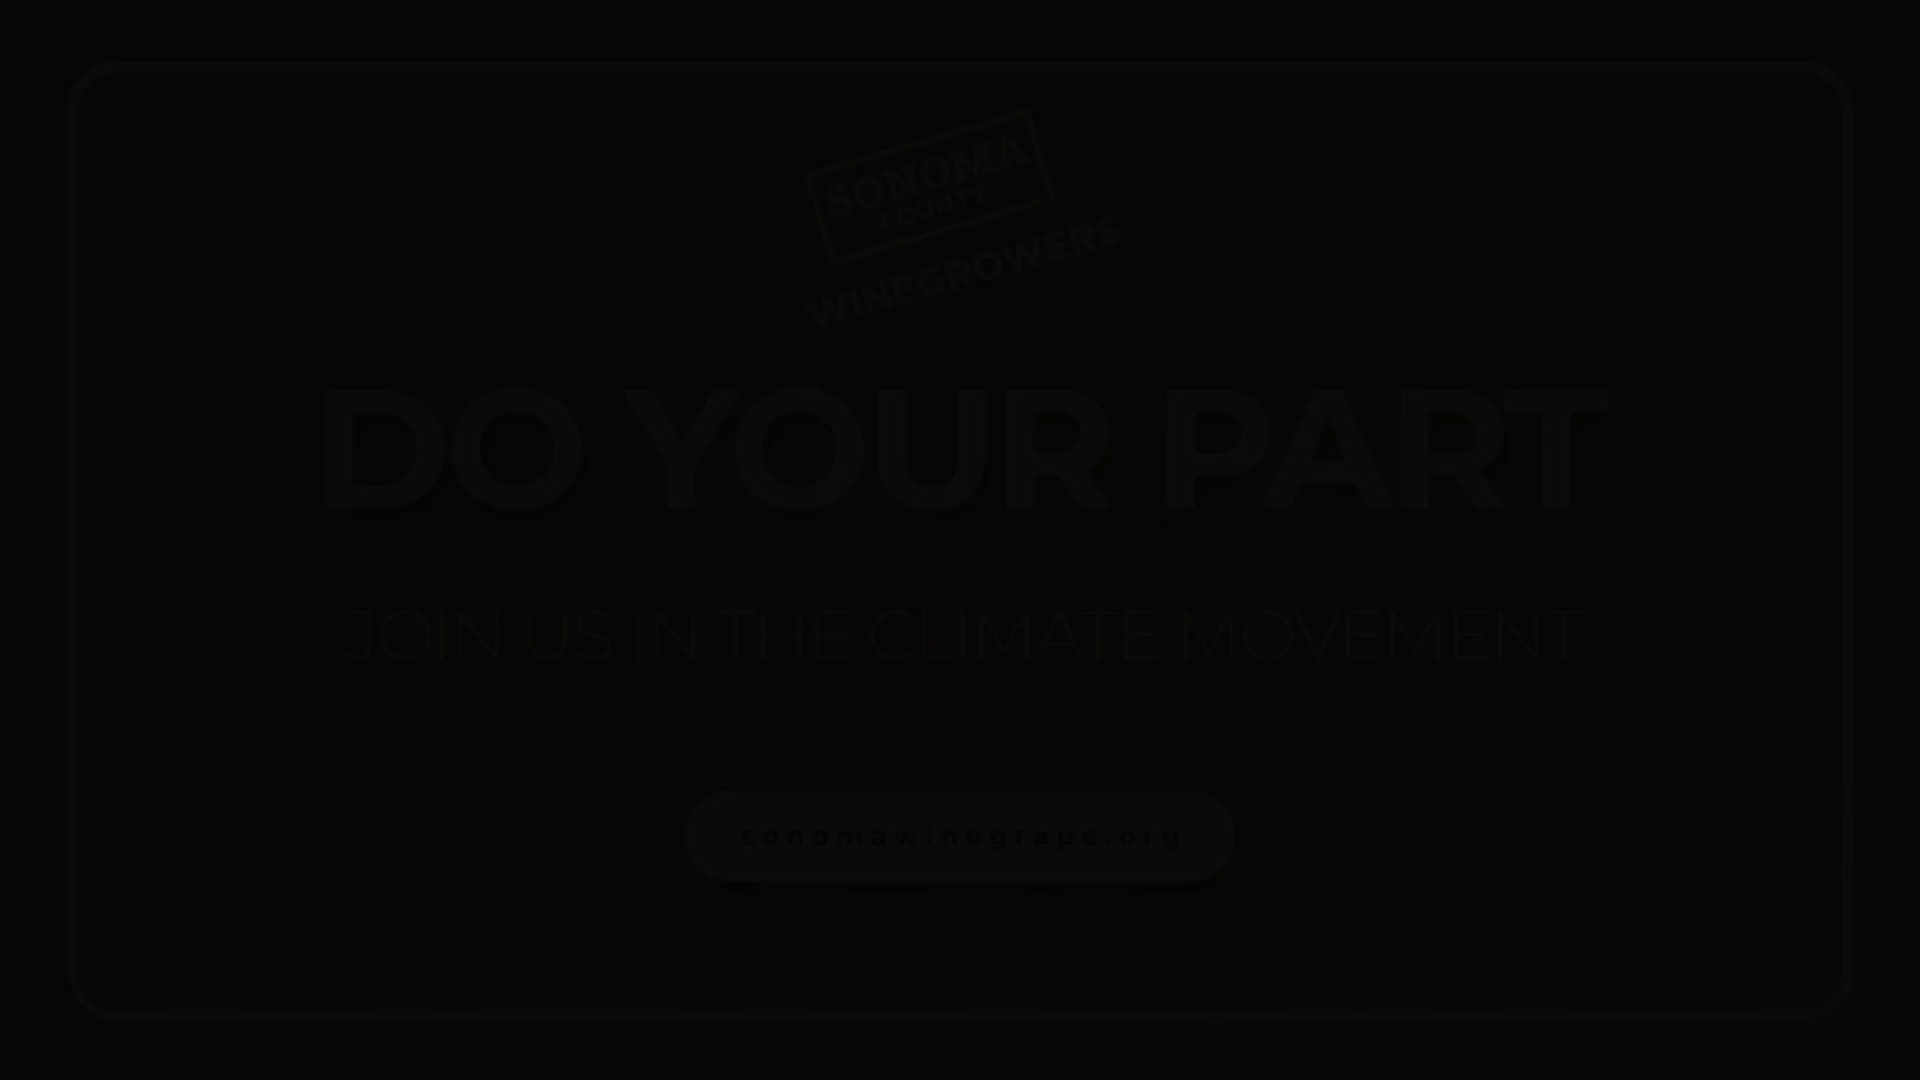 SONOMA
COUNTY
WINEGROWERS
DO YOUR PART
JOIN US IN THE CLIMATE MOVEMENT
sonomawinegrape.org